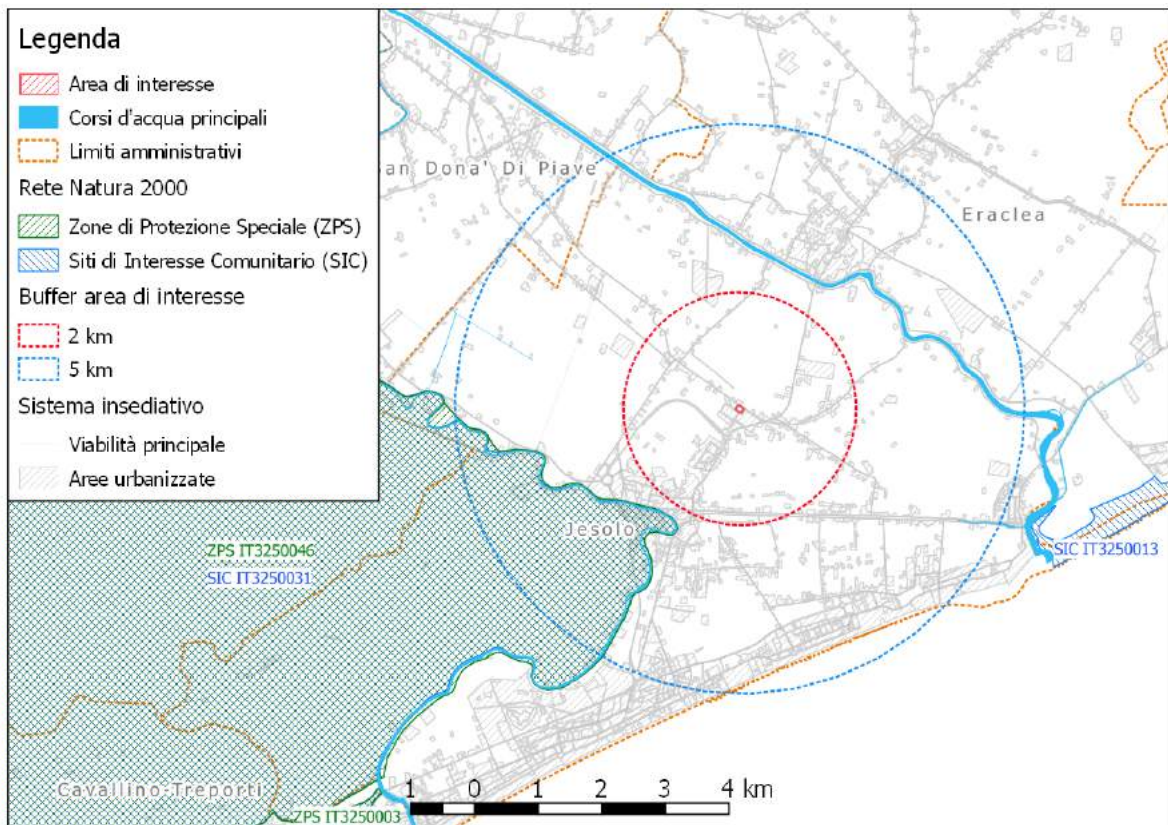 Legenda
Area di interesse
Corsi d'acqua principali
Limiti amministrativi
Rete Natura 2000
Zone di Protezione Speciale (ZPS)
Siti di Interesse Comunitario (SIC)
Buffer area di interesse
2 km
5 km
Sistema insediativo
Viabilità principale
Aree urbanizzate
an Dona' Di Piave
Eraclea
Jesolo
ZPS IT3250046
SIC IT3250031
SIC IT3250013
Cavallino-Treporti
ZPS IT3250003
1 0 1 2 3 4 km